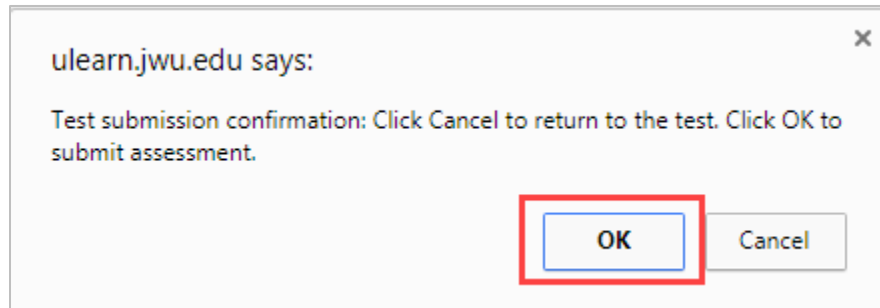 ulearn.jwu.edu says:
Test submission confirmation: Click Cancel to return to the test. Click OK to
submit assessment.
OK
Cancel